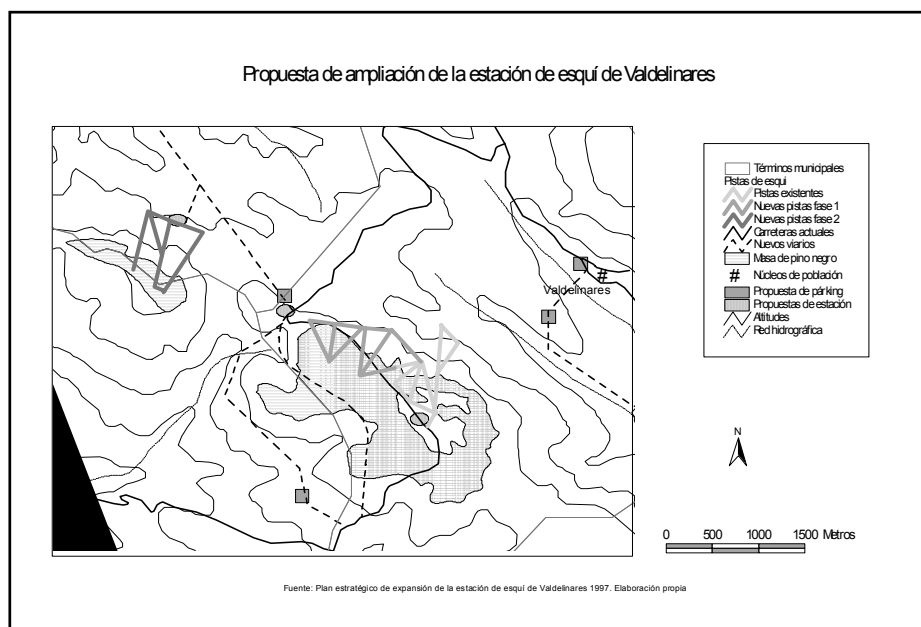 Propuesta de ampliación de la estación de esquí de Valdelinares
Términos municipales
Pistas de esqui
Pistas existentes
Nuevas pistas fase 1
Nuevas pistas fase 2
Carreteras actuales
Nuevos viarios
Masa de pino negro
# Núcleos de población
Propuesta de párking
Propuestas de estación
Altitudes
Red hidrográfica
#
Valdelinares
N
0 500 1000 1500 Metros
Fuente: Plan estratégico de expansión de la estación de esquí de Valdelinares 1997. Elaboración propia